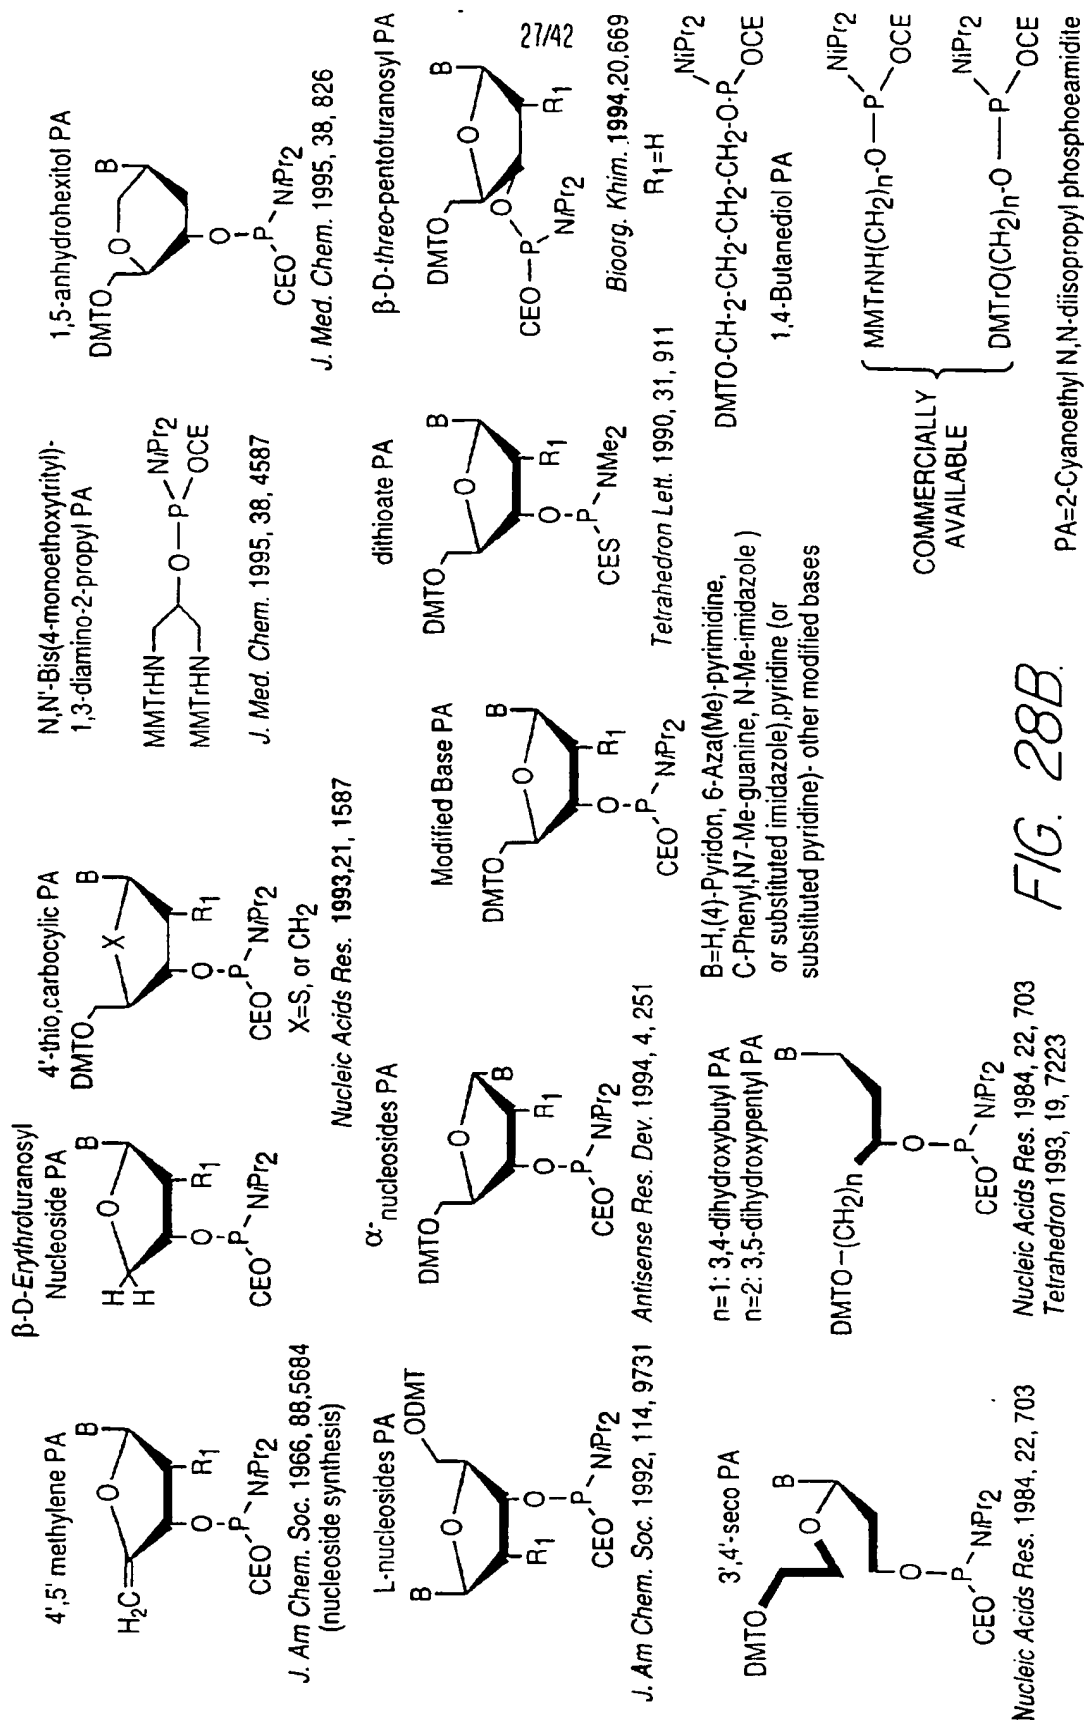 4',5' methylene PA
H2C
O
B
R1
O
P
CEO
NiPr2
J. Am Chem. Soc. 1966, 88,5684
(nucleoside synthesis)
β-D-Erythrofuranosyl
Nucleoside PA
H
H
O
B
R1
O
P
CEO
NiPr2
4'-thio,carbocylic PA
DMTO
X
B
R1
O
P
CEO
NiPr2
X=S, or CH2
Nucleic Acids Res. 1993,21, 1587
N,N'-Bis(4-monoethoxytrityl)-
1,3-diamino-2-propyl PA
MMTrHN
MMTrHN
O
P
NiPr2
OCE
J. Med. Chem. 1995, 38, 4587
1,5-anhydrohexitol PA
DMTO
O
B
O
P
CEO
NiPr2
J. Med. Chem. 1995, 38, 826
L-nucleosides PA
B
O
ODMT
R1
O
P
CEO
NiPr2
J. Am Chem. Soc. 1992, 114, 9731
α-nucleosides PA
DMTO
O
B
R1
O
P
CEO
NiPr2
Antisense Res. Dev. 1994, 4, 251
Modified Base PA
DMTO
O
B
R1
O
P
CEO
NiPr2
B=H,(4)-Pyridon, 6-Aza(Me)-pyrimidine,
C-Phenyl,N7-Me-guanine, N-Me-imidazole )
or substituted imidazole),pyridine (or
substituted pyridine)- other modified bases
dithioate PA
DMTO
O
B
R1
O
P
CES
NMe2
Tetrahedron Lett. 1990, 31, 911
β-D-threo-pentofuranosyl PA
DMTO
O
B
R1
O
CEO
P
NiPr2
Bioorg. Khim. 1994,20.669
R1=H
27/42
3',4'-seco PA
DMTO
O
B
O
P
CEO
NiPr2
Nucleic Acids Res. 1984, 22, 703
n=1: 3,4-dihydroxybutyl PA
n=2: 3,5-dihydroxypentyl PA
DMTO-(CH2)n
B
O
P
CEO
NiPr2
Nucleic Acids Res. 1984, 22, 703
Tetrahedron 1993, 19, 7223
DMTO-CH-2-CH2-CH2-CH2-O-P
NiPr2
OCE
1,4-Butanediol PA
COMMERCIALLY
AVAILABLE
MMTrNH(CH2)n-O-P
NiPr2
OCE
DMTrO(CH2)n-O-P
NiPr2
OCE
PA=2-Cyanoethyl N,N-diisopropyl phosphoeamidite
FIG. 28B.